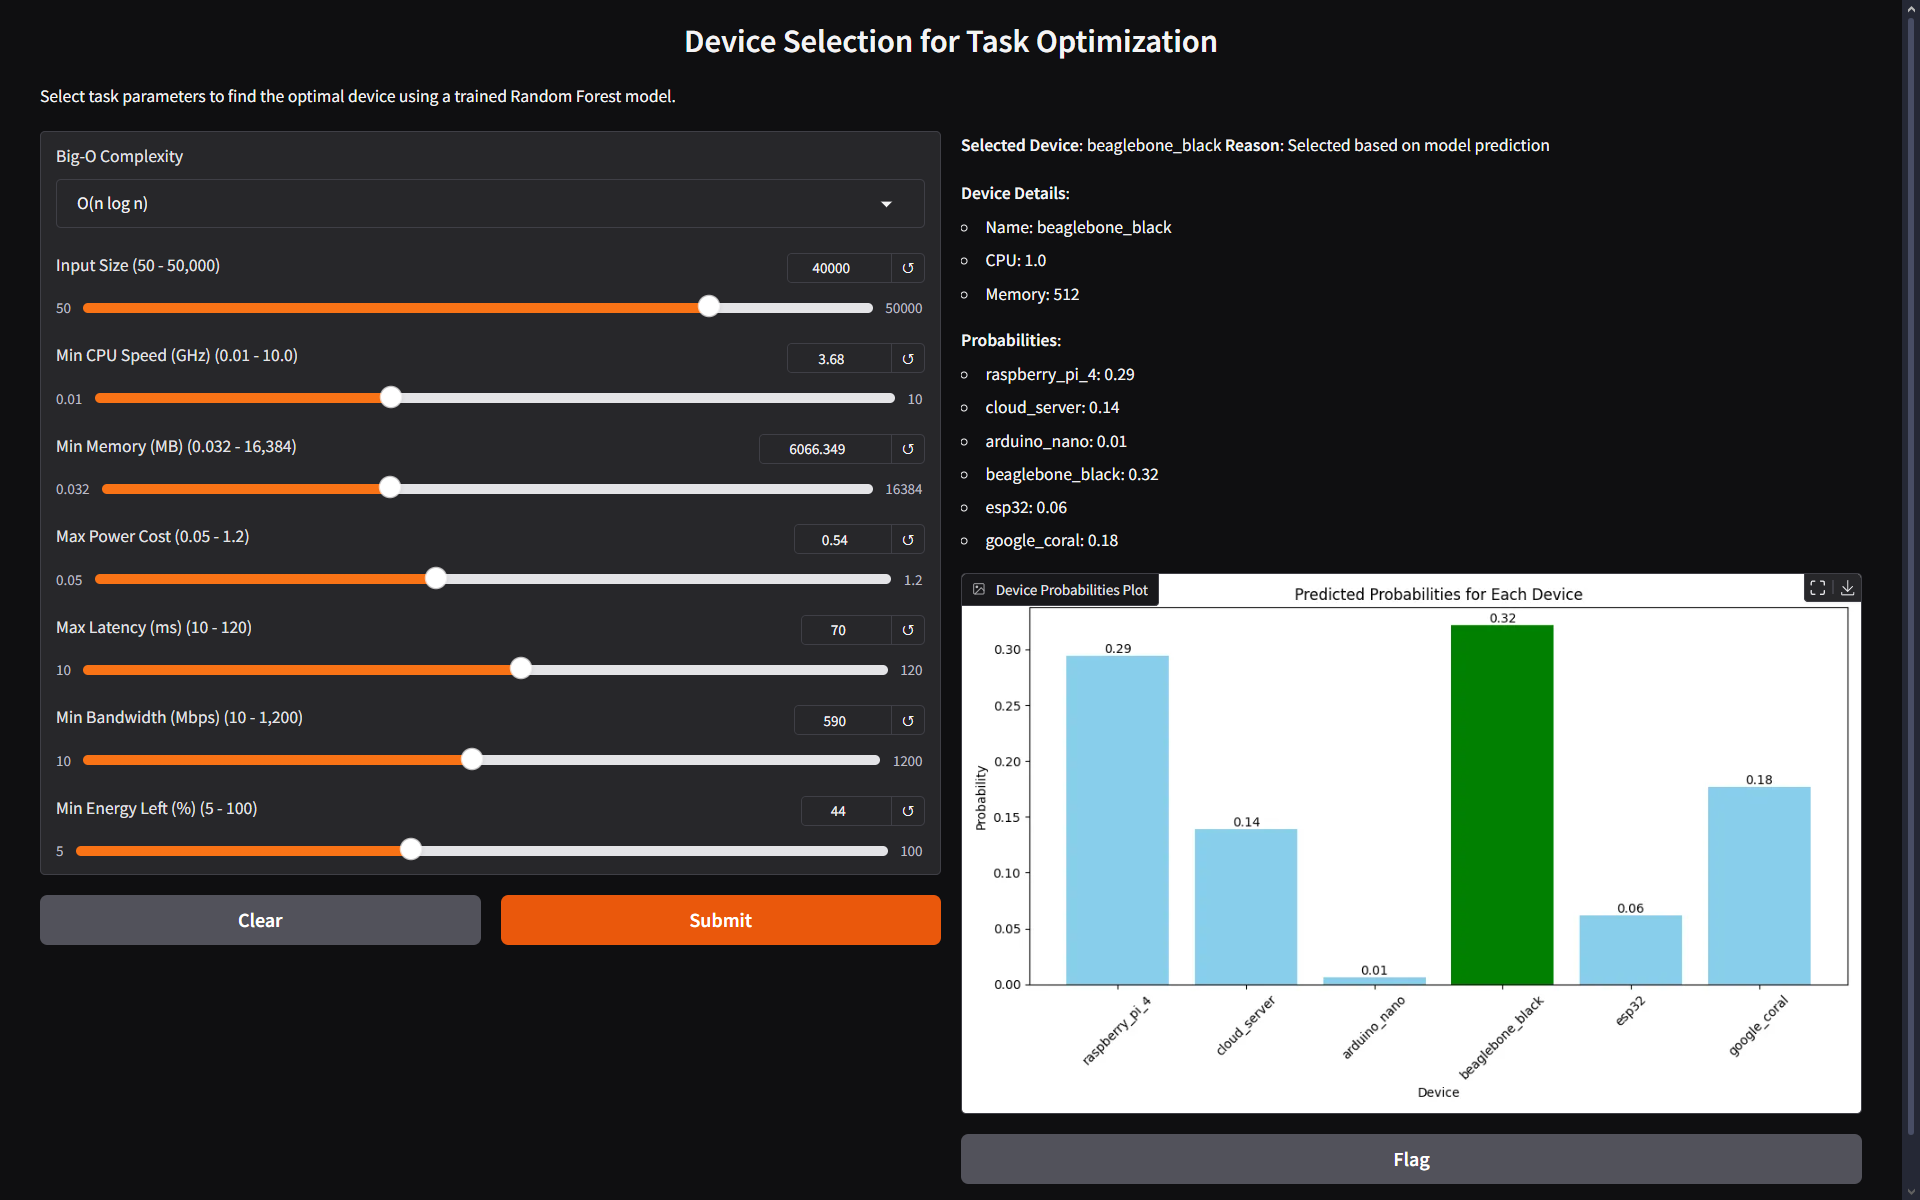 Device Selection for Task Optimization
Select task parameters to find the optimal device using a trained Random Forest model.
Big-O Complexity
O(n log n)
Input Size (50 - 50,000)
40000
↺
50
50000
Min CPU Speed (GHz) (0.01 - 10.0)
3.68
↺
0.01
10
Min Memory (MB) (0.032 - 16,384)
6066.349
↺
0.032
16384
Max Power Cost (0.05 - 1.2)
0.54
↺
0.05
1.2
Max Latency (ms) (10 - 120)
70
↺
10
120
Min Bandwidth (Mbps) (10 - 1,200)
590
↺
10
1200
Min Energy Left (%) (5 - 100)
44
↺
5
100
Clear
Submit
Selected Device: beaglebone_black Reason: Selected based on model prediction
Device Details:
Name: beaglebone_black
CPU: 1.0
Memory: 512
Probabilities:
raspberry_pi_4: 0.29
cloud_server: 0.14
arduino_nano: 0.01
beaglebone_black: 0.32
esp32: 0.06
google_coral: 0.18
Device Probabilities Plot
Predicted Probabilities for Each Device
Probability
0.30
0.25
0.20
0.15
0.10
0.05
0.00
0.29
0.14
0.01
0.32
0.06
0.18
raspberry_pi_4
cloud_server
arduino_nano
beaglebone_black
esp32
google_coral
Device
Flag